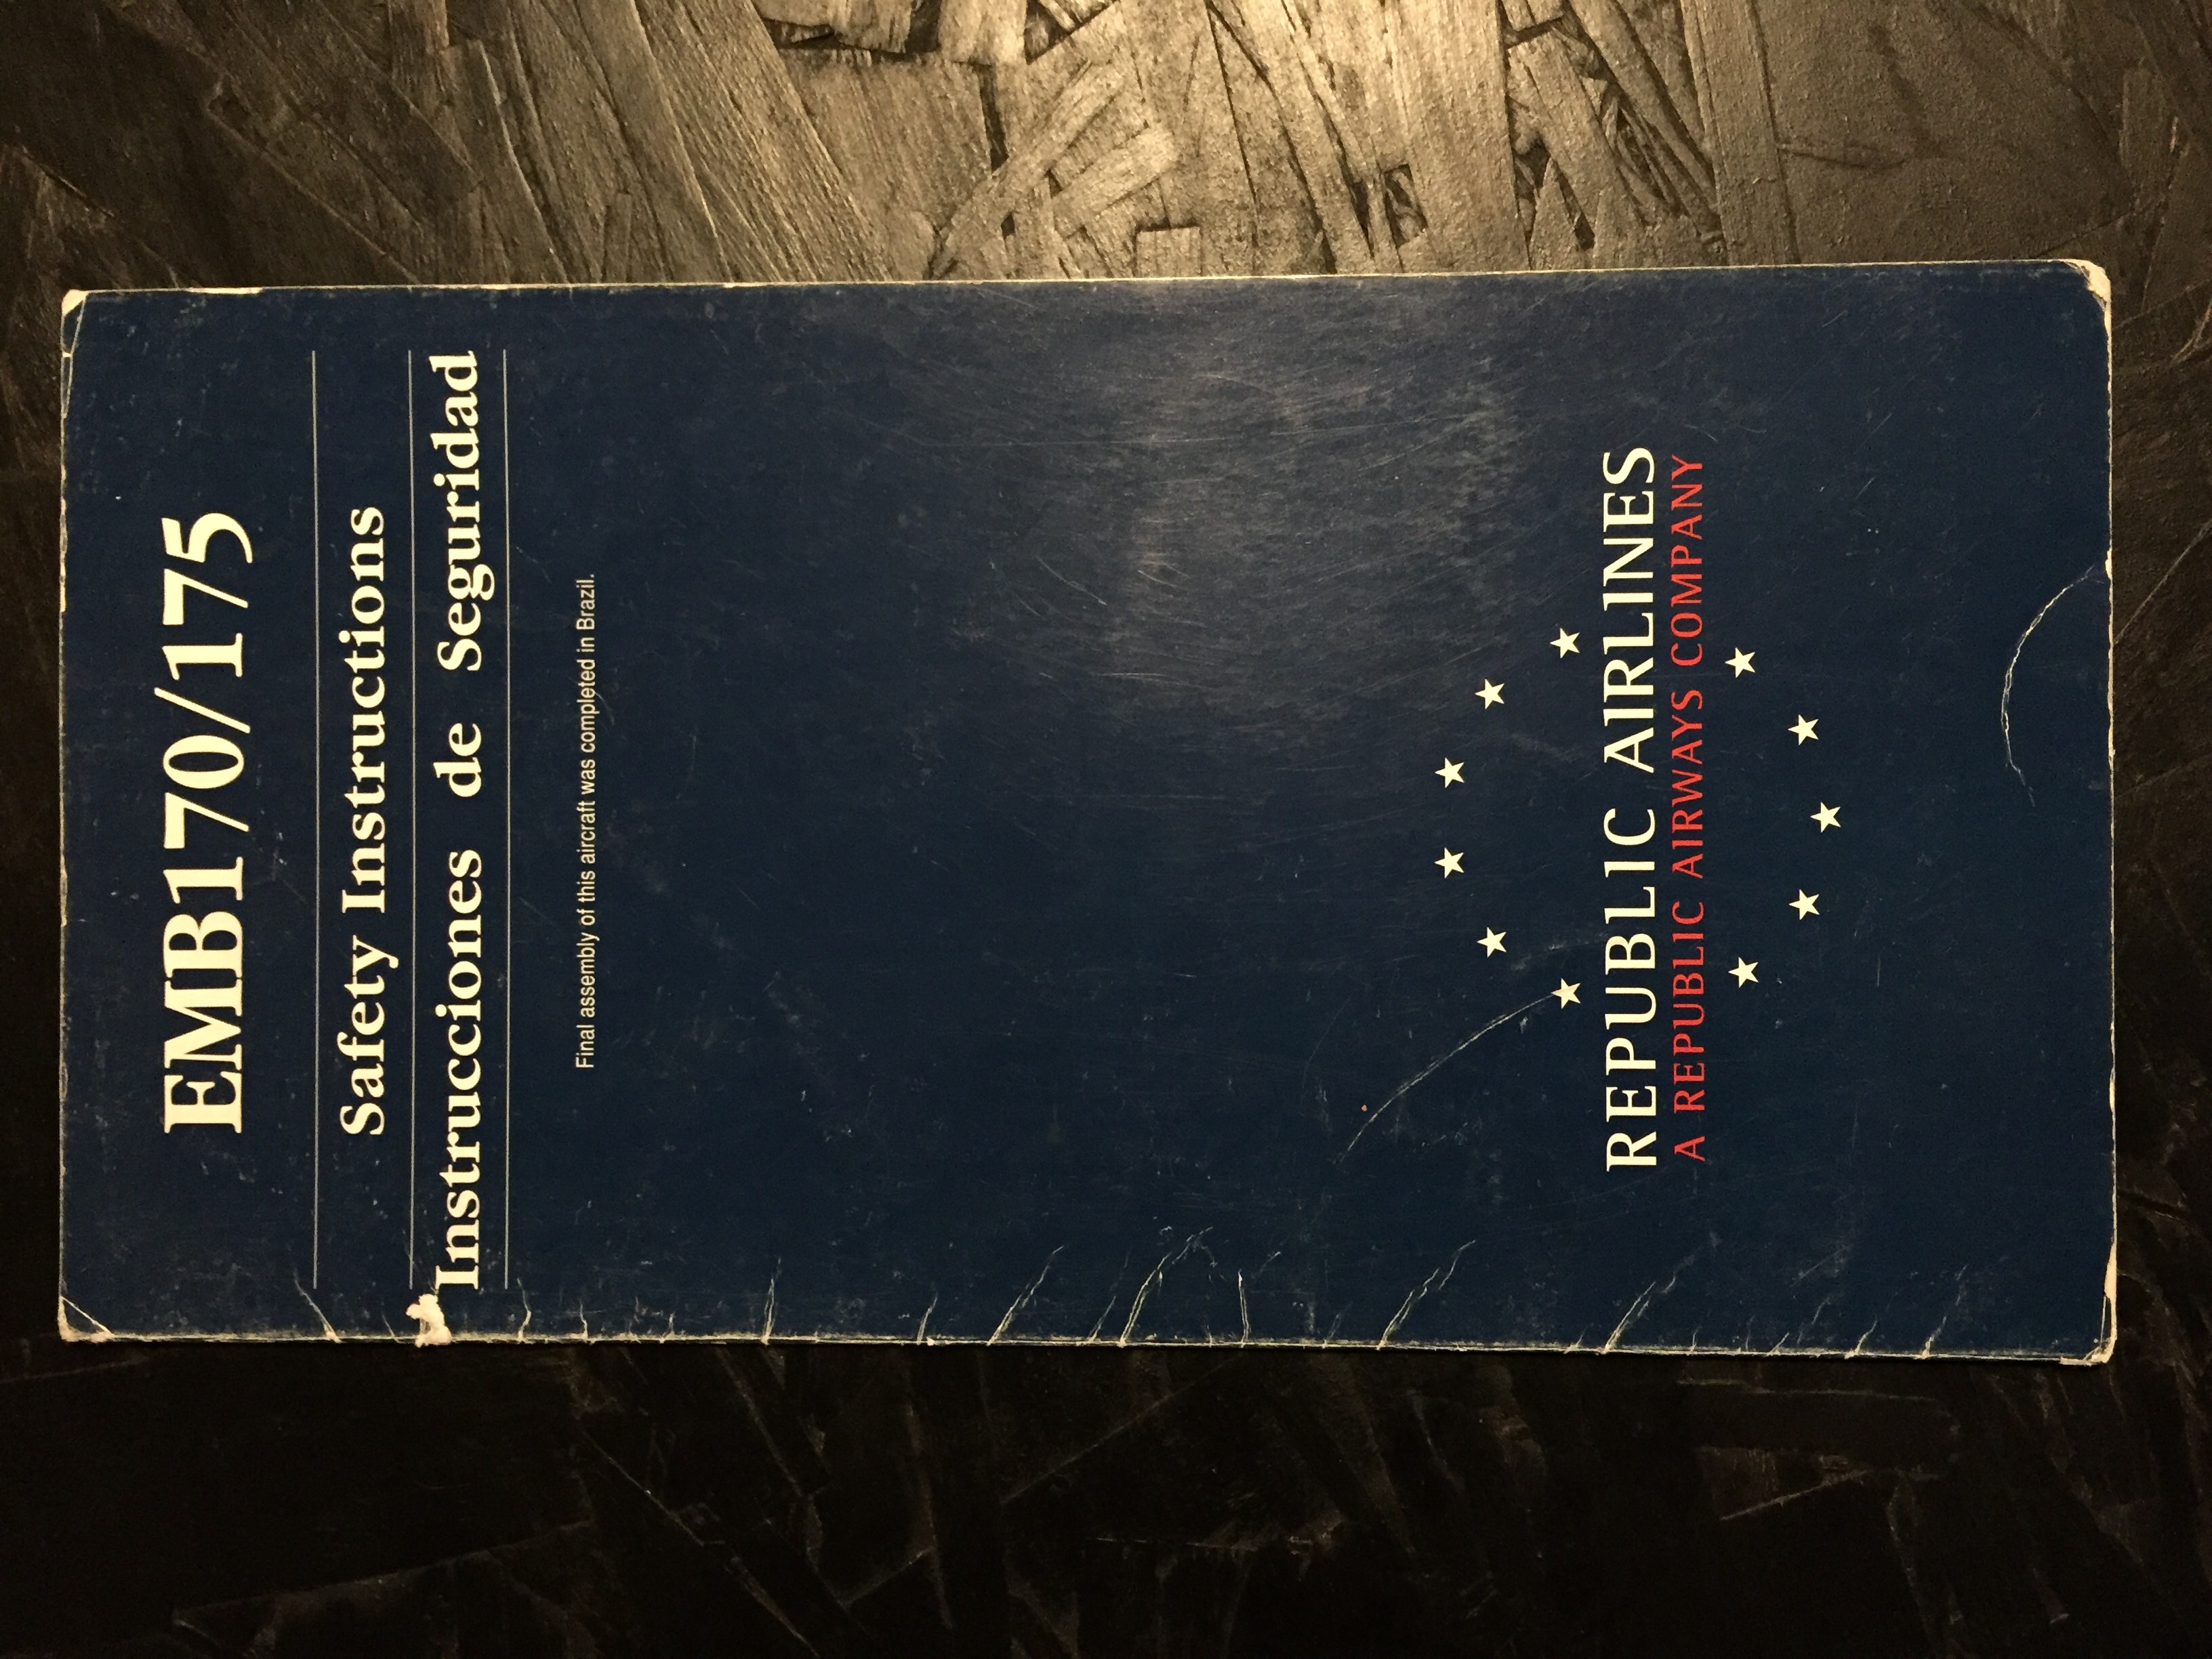 EMB170/175
Safety Instructions
Instrucciones de Seguridad
Final assembly of this aircraft was completed in Brazil.
REPUBLIC AIRLINES
A REPUBLIC AIRWAYS COMPANY